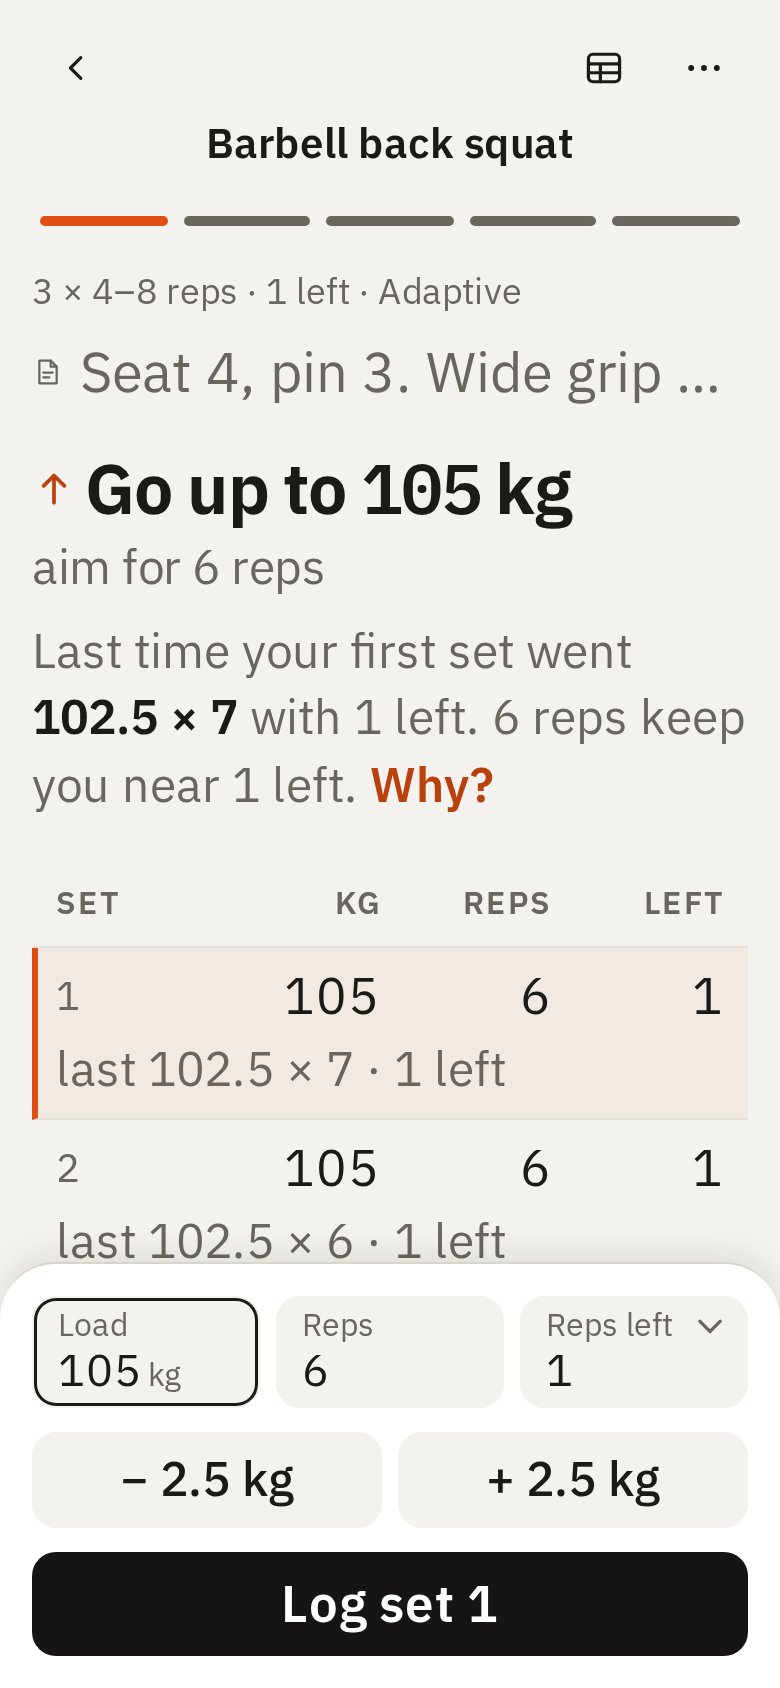 Barbell back squat
3 × 4–8 reps · 1 left · Adaptive
Seat 4, pin 3. Wide grip ...
↑ Go up to 105 kg
aim for 6 reps
Last time your first set went
102.5 × 7 with 1 left. 6 reps keep
you near 1 left. Why?
SET KG REPS LEFT
1 105 6 1
last 102.5 × 7 · 1 left
2 105 6 1
last 102.5 × 6 · 1 left
Load Reps Reps left
105 kg 6 1
− 2.5 kg + 2.5 kg
Log set 1